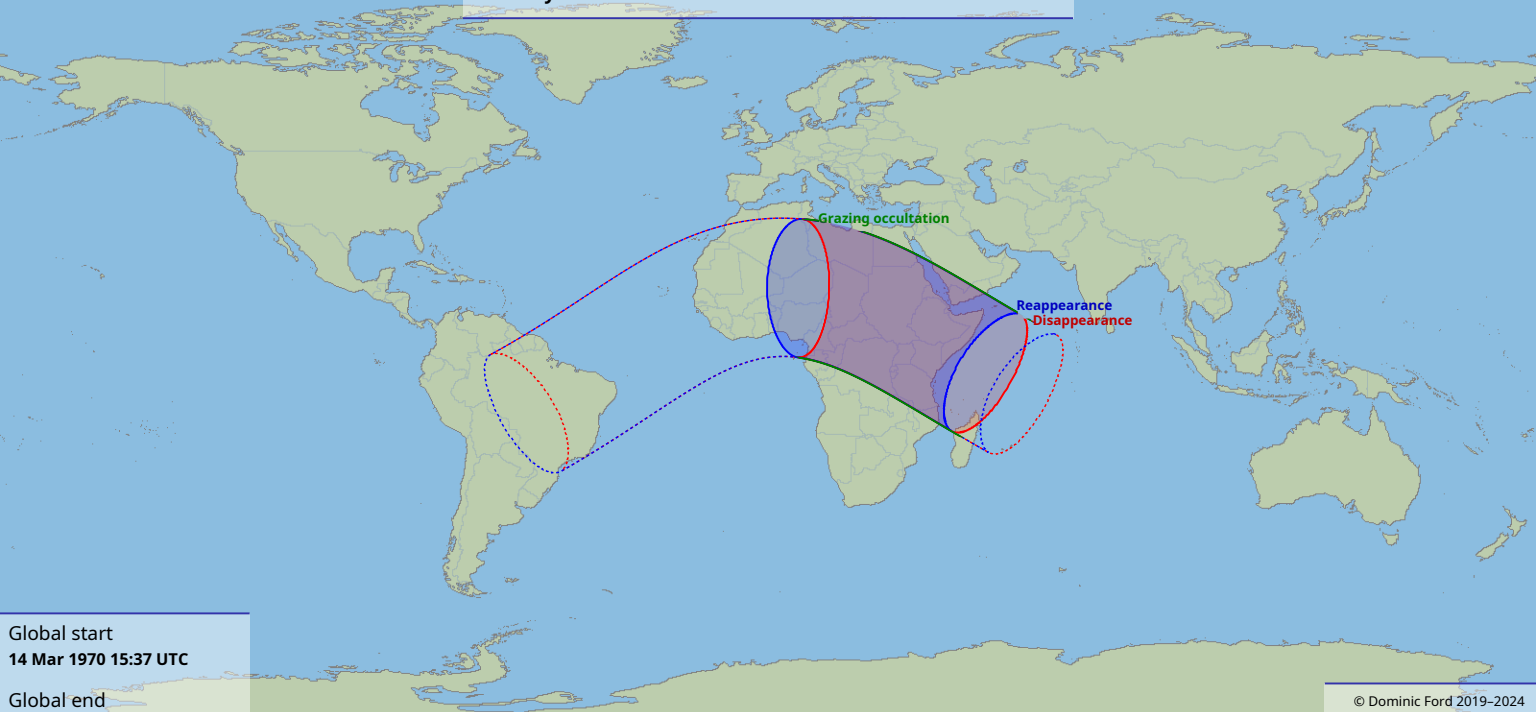 Grazing occultation
Reappearance
Disappearance
Global start
14 Mar 1970 15:37 UTC
Global end
© Dominic Ford 2019–2024